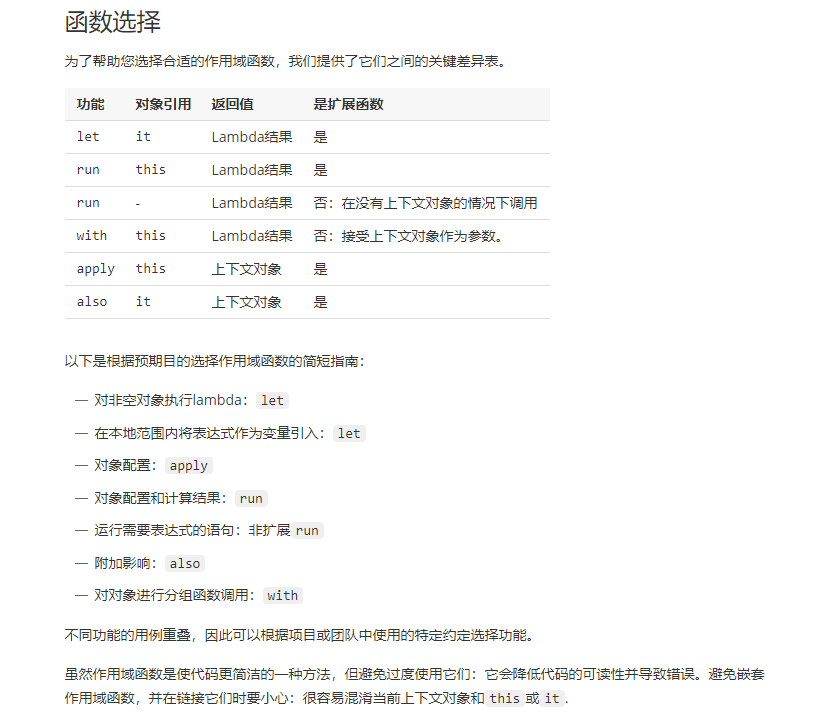 函数选择
为了帮助您选择合适的作用域函数，我们提供了它们之间的关键差异表。
功能 对象引用 返回值 是扩展函数
let it Lambda结果 是
run this Lambda结果 是
run - Lambda结果 否：在没有上下文对象的情况下调用
with this Lambda结果 否：接受上下文对象作为参数。
apply this 上下文对象 是
also it 上下文对象 是
以下是根据预期目的选择作用域函数的简短指南：
— 对非空对象执行lambda： let
— 在本地范围内将表达式作为变量引入： let
— 对象配置： apply
— 对象配置和计算结果： run
— 运行需要表达式的语句：非扩展 run
— 附加影响： also
— 对对象进行分组函数调用： with
不同功能的用例重叠，因此可以根据项目或团队中使用的特定约定选择功能。
虽然作用域函数是使代码更简洁的一种方法，但避免过度使用它们：它会降低代码的可读性并导致错误。避免嵌套
作用域函数，并在链接它们时要小心：很容易混淆当前上下文对象和 this 或 it .